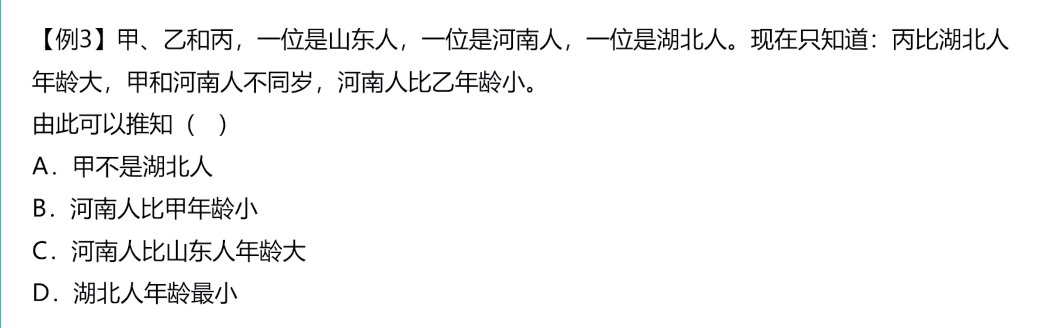 【例3】甲、乙和丙，一位是山东人，一位是河南人，一位是湖北人。现在只知道：丙比湖北人
年龄大，甲和河南人不同岁，河南人比乙年龄小。
由此可以推知（　）
A．甲不是湖北人
B．河南人比甲年龄小
C．河南人比山东人年龄大
D．湖北人年龄最小